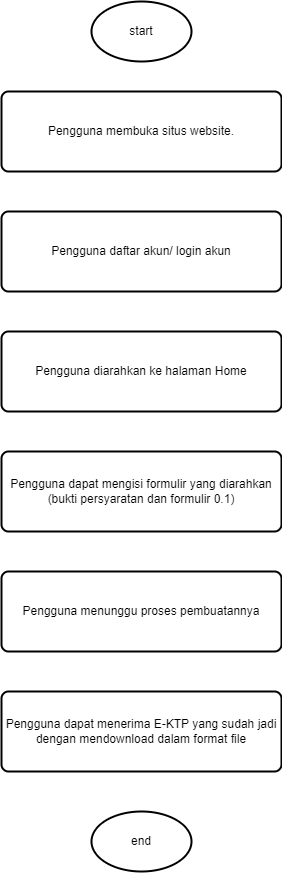 start
Pengguna membuka situs website.
Pengguna daftar akun/ login akun
Pengguna diarahkan ke halaman Home
Pengguna dapat mengisi formulir yang diarahkan
(bukti persyaratan dan formulir 0.1)
Pengguna menunggu proses pembuatannya
Pengguna dapat menerima E-KTP yang sudah jadi
dengan mendownload dalam format file
end